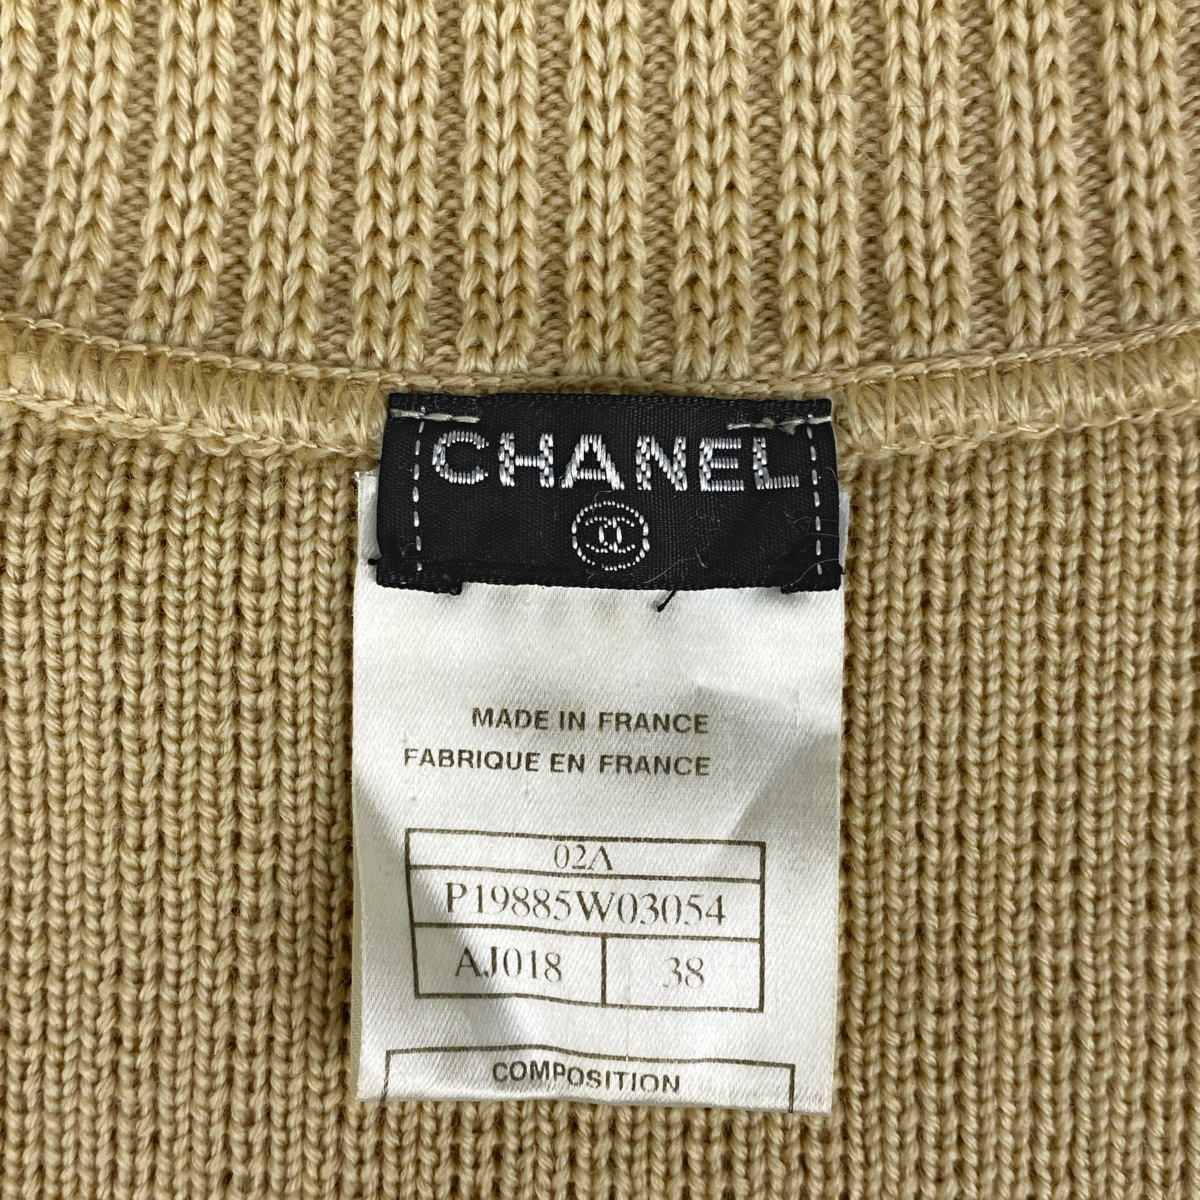 CHANEL
MADE IN FRANCE
FABRIQUE EN FRANCE
02A
P19885W03054
AJ018 38
COMPOSITION